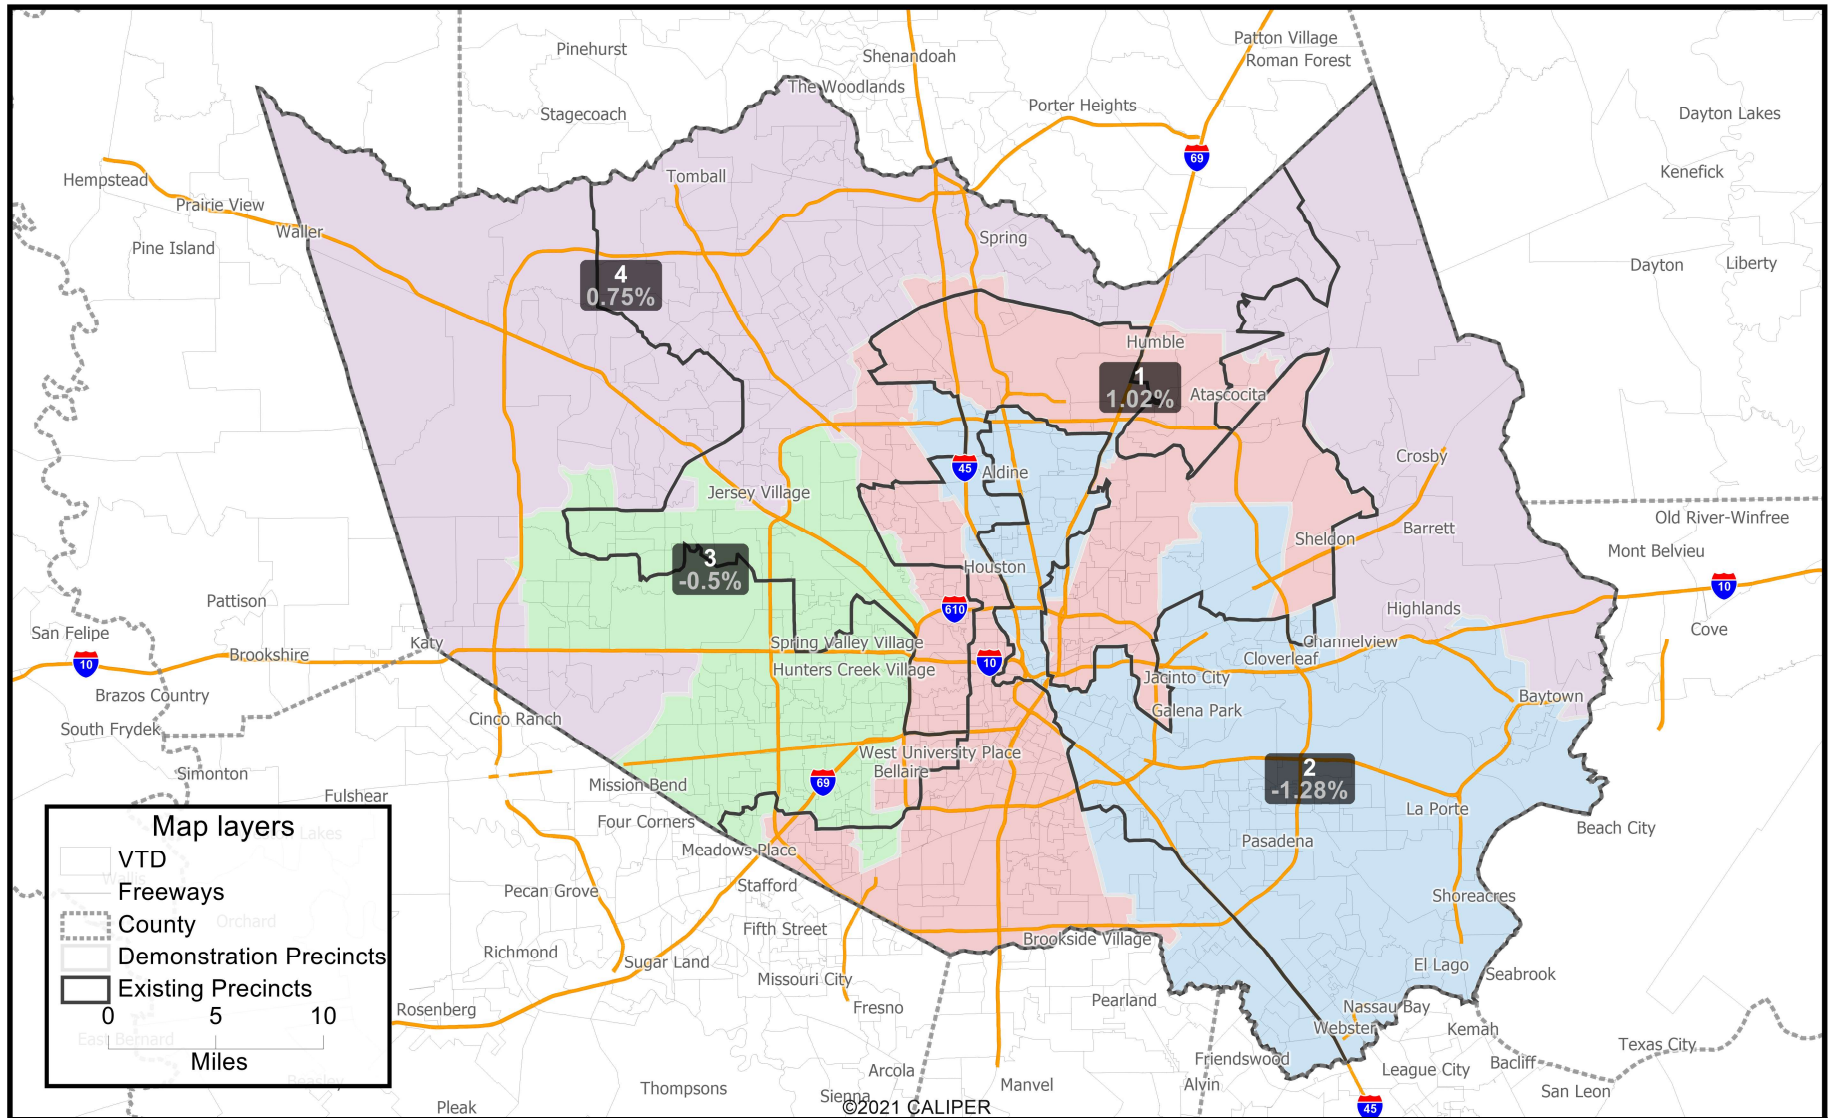 Pinehurst
Shenandoah
Patton Village
Roman Forest
The Woodlands
Stagecoach
Porter Heights
Dayton Lakes
69
Hempstead
Tomball
Kenefick
Prairie View
Waller
Pine Island
Spring
Dayton
Liberty
4
0.75%
Humble
1
1.02%
Atascocita
Crosby
45
Aldine
Jersey Village
Old River-Winfree
Barrett
Sheldon
Mont Belvieu
3
-0.5%
Houston
10
Pattison
610
Highlands
San Felipe
Katy
Spring Valley Village
Channelview
Cove
10
Brookshire
Hunters Creek Village
10
Cloverleaf
Jacinto City
Brazos Country
Baytown
South Frydek
Cinco Ranch
Galena Park
West University Place
Simonton
Bellaire
2
-1.28%
Mission Bend
69
Fulshear
La Porte
Four Corners
Beach City
Pasadena
Meadows Place
Map layers
Lakes
VTD
Wallis
Freeways
County
Orchard
Demonstration Precincts
Existing Precincts
0 5 10
East Bernard
Miles
Beasley
Pecan Grove
Stafford
Shoreacres
Fifth Street
Brookside Village
Richmond
Sugar Land
El Lago
Seabrook
Missouri City
Rosenberg
Fresno
Pearland
Nassau Bay
Webster
Kemah
Texas City
Friendswood
Bacliff
Arcola
League City
Thompsons
Manvel
Alvin
San Leon
Sienna
Pleak
©2021 CALIPER
45